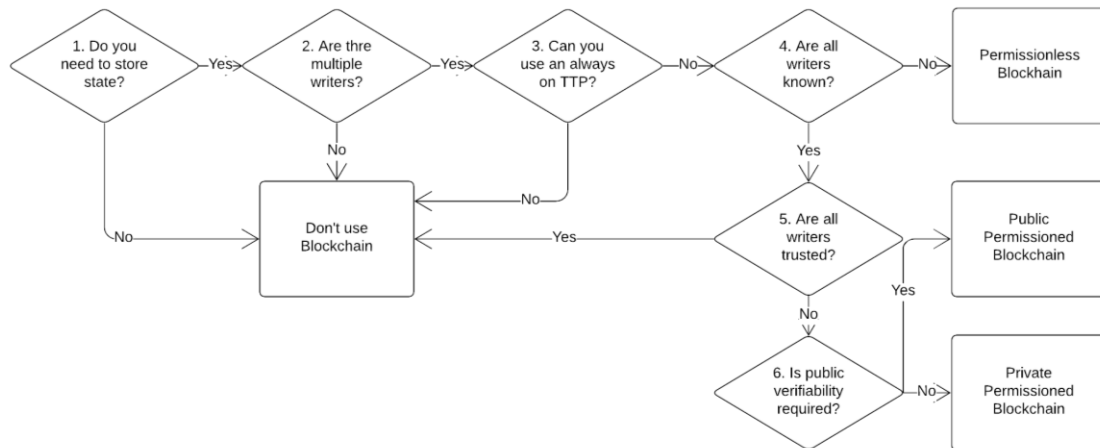 1. Do you
need to store
state?
Yes
2. Are thre
multiple
writers?
Yes
3. Can you
use an always
on TTP?
No
4. Are all
writers
known?
No
Permissionless
Blockhain
No
No
No
Yes
Don't use
Blockchain
Yes
5. Are all
writers
trusted?
Public
Permissioned
Blockchain
Yes
No
6. Is public
verifiability
required?
No
Private
Permissioned
Blockchain